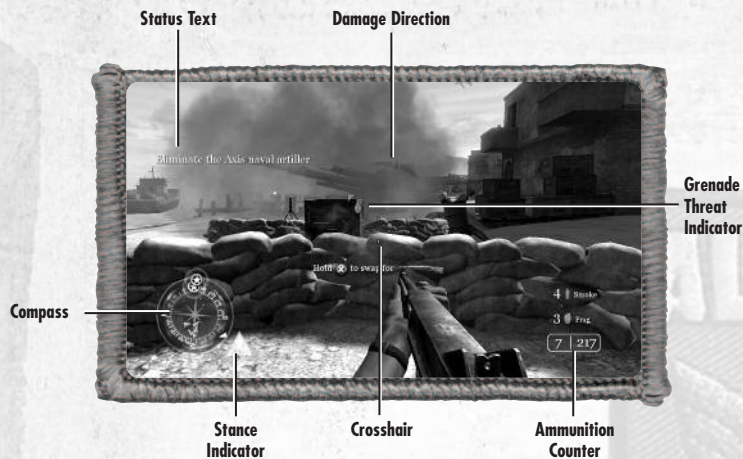 Status Text
Damage Direction
Eliminate the Axis naval artiller
Grenade
Threat
Indicator
Hold X to swap for
4 Smoke
3 Frag
7 217
Compass
Stance
Indicator
Crosshair
Ammunition
Counter